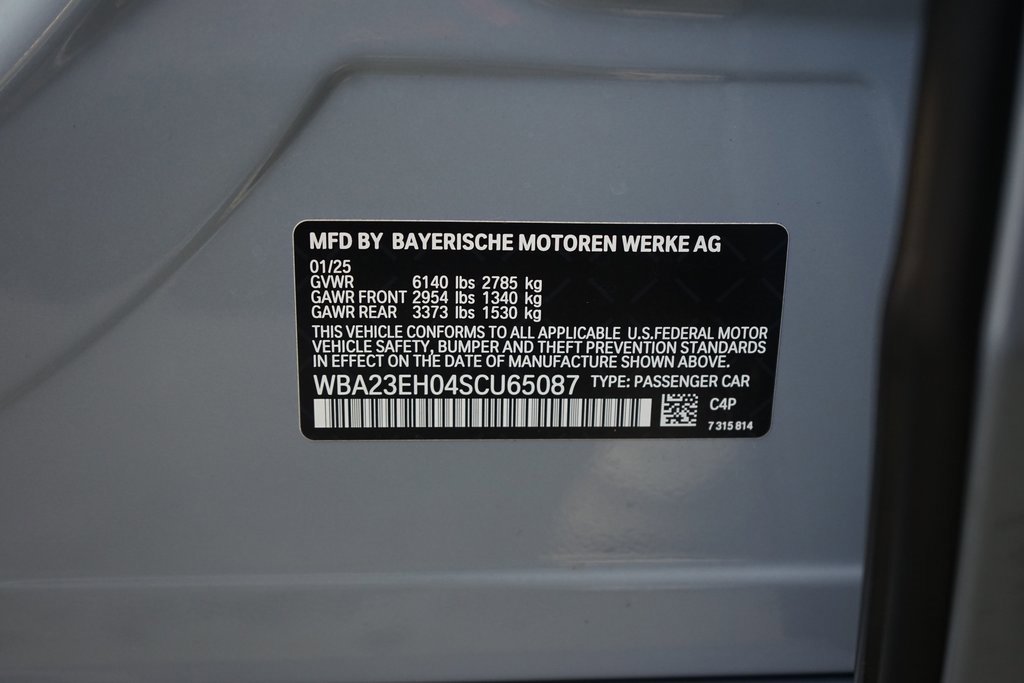 MFD BY BAYERISCHE MOTOREN WERKE AG
01/25
GVWR 6140 lbs 2785 kg
GAWR FRONT 2954 lbs 1340 kg
GAWR REAR 3373 lbs 1530 kg
THIS VEHICLE CONFORMS TO ALL APPLICABLE U.S.FEDERAL MOTOR
VEHICLE SAFETY, BUMPER AND THEFT PREVENTION STANDARDS
IN EFFECT ON THE DATE OF MANUFACTURE SHOWN ABOVE.
WBA23EH04SCU65087 TYPE: PASSENGER CAR
C4P
7 315 814